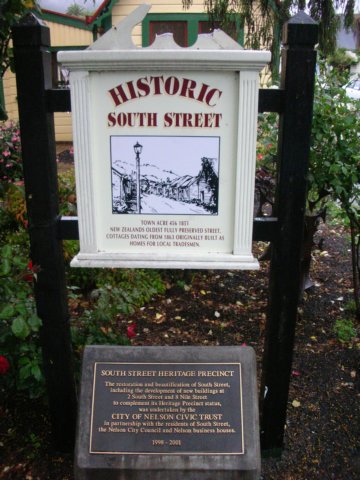 HISTORIC
SOUTH STREET
TOWN ACRE 456 1851
NEW ZEALANDS OLDEST FULLY PRESERVED STREET.
COTTAGES DATING FROM 1863 ORIGINALLY BUILT AS
HOMES FOR LOCAL TRADESMEN.
SOUTH STREET HERITAGE PRECINCT
The restoration and beautification of South Street,
including the development of new buildings at
2 South Street and 8 Nile Street
to complement its Heritage Precinct status,
was undertaken by the
CITY OF NELSON CIVIC TRUST
in partnership with the residents of South Street,
the Nelson City Council and Nelson business houses.
1998 - 2001